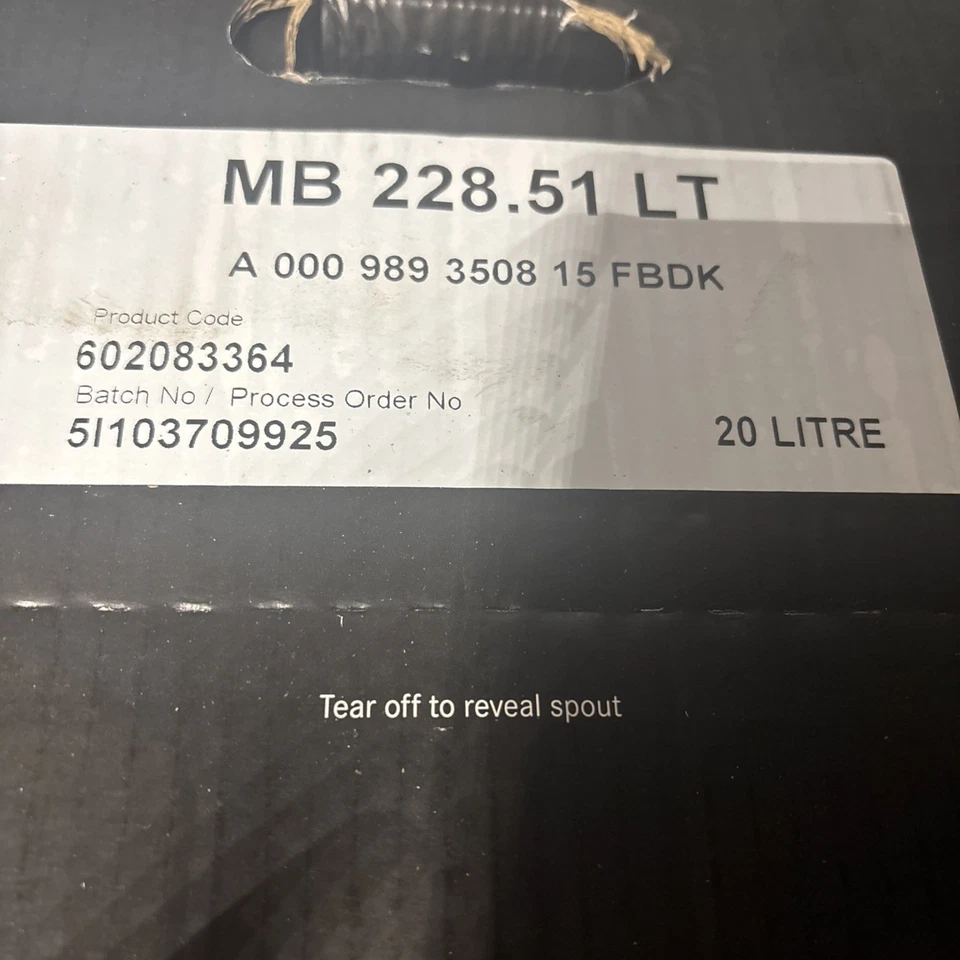 MB 228.51 LT
A 000 989 3508 15 FBDK
Product Code
602083364
Batch No / Process Order No
5I103709925
20 LITRE
Tear off to reveal spout